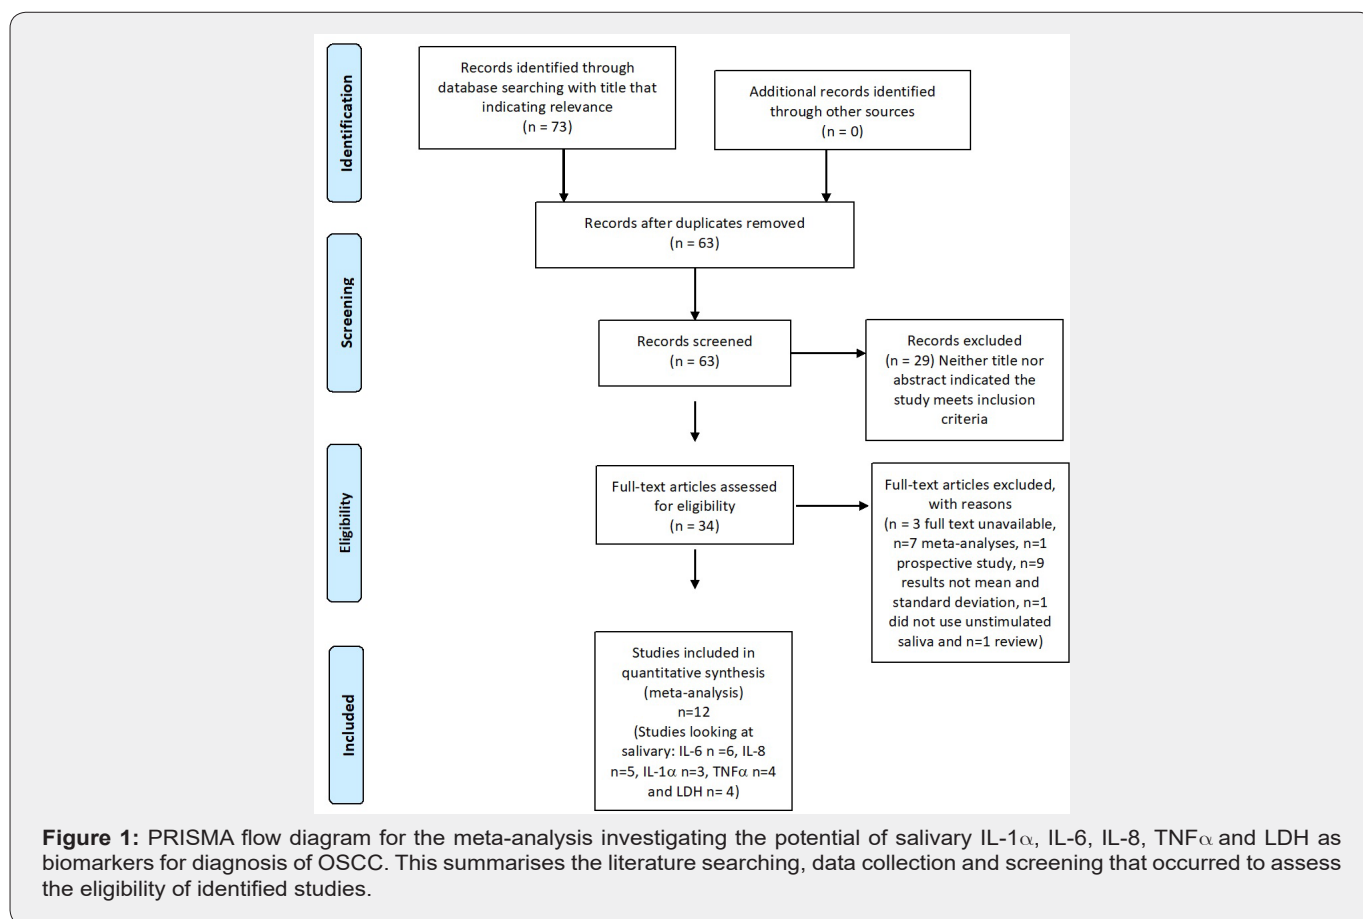 Identification
Records identified through
database searching with title that
indicating relevance
(n = 73)
Additional records identified
through other sources
(n = 0)
Records after duplicates removed
(n = 63)
Screening
Records screened
(n = 63)
Records excluded
(n = 29) Neither title nor
abstract indicated the
study meets inclusion
criteria
Eligibility
Full-text articles assessed
for eligibility
(n = 34)
Full-text articles excluded,
with reasons
(n = 3 full text unavailable,
n=7 meta-analyses, n=1
prospective study, n=9
results not mean and
standard deviation, n=1
did not use unstimulated
saliva and n=1 review)
Included
Studies included in
quantitative synthesis
(meta-analysis)
n=12
(Studies looking at
salivary: IL-6 n =6, IL-8
n=5, IL-1α n=3, TNFα n=4
and LDH n= 4)
Figure 1: PRISMA flow diagram for the meta-analysis investigating the potential of salivary IL-1α, IL-6, IL-8, TNFα and LDH as
biomarkers for diagnosis of OSCC. This summarises the literature searching, data collection and screening that occurred to assess
the eligibility of identified studies.